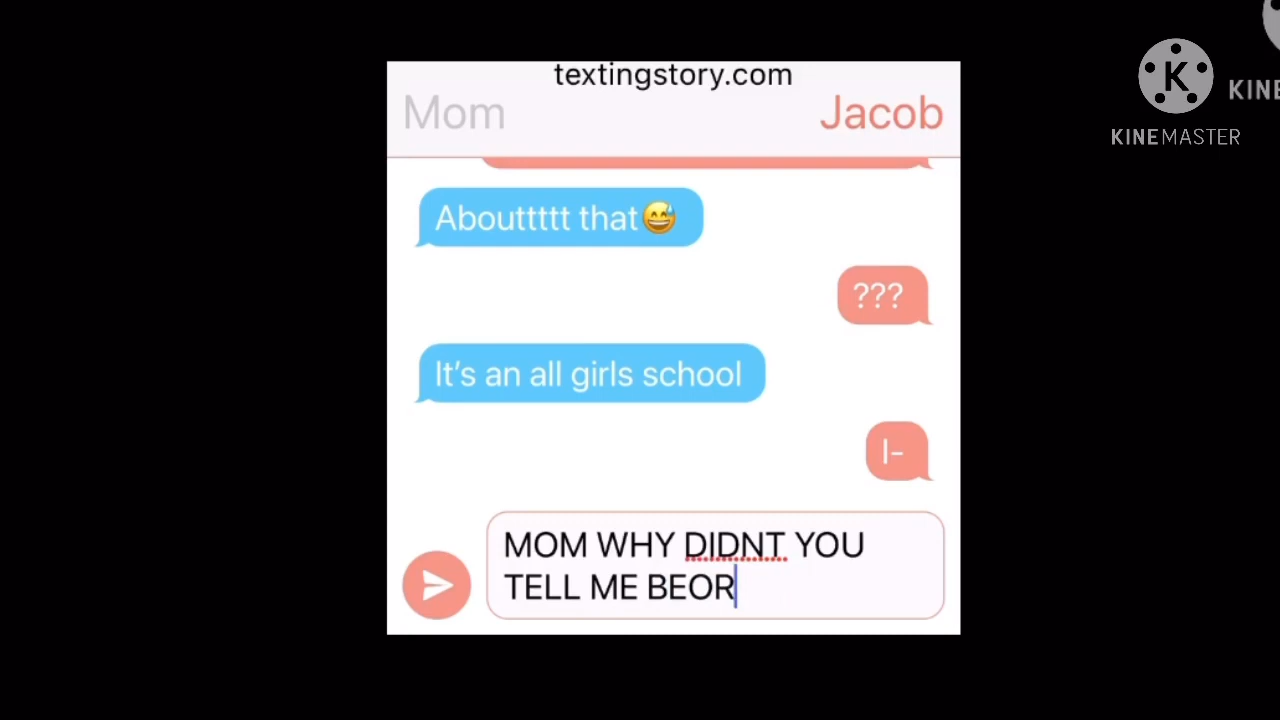 textingstory.com
Mom
Jacob
Abouttttt that😅
???
It's an all girls school
I-
MOM WHY DIDNT YOU
TELL ME BEOR
K
KINEMASTER
KINE